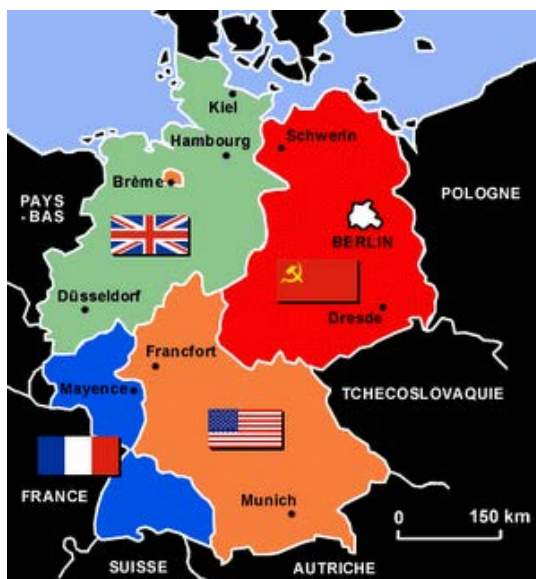 Kiel
Hambourg
Schwerin
Brème
PAYS
-BAS
POLOGNE
BERLIN
Düsseldorf
Dresde
Francfort
Mayence
TCHECOSLOVAQUIE
FRANCE
Munich
0 150 km
SUISSE
AUTRICHE